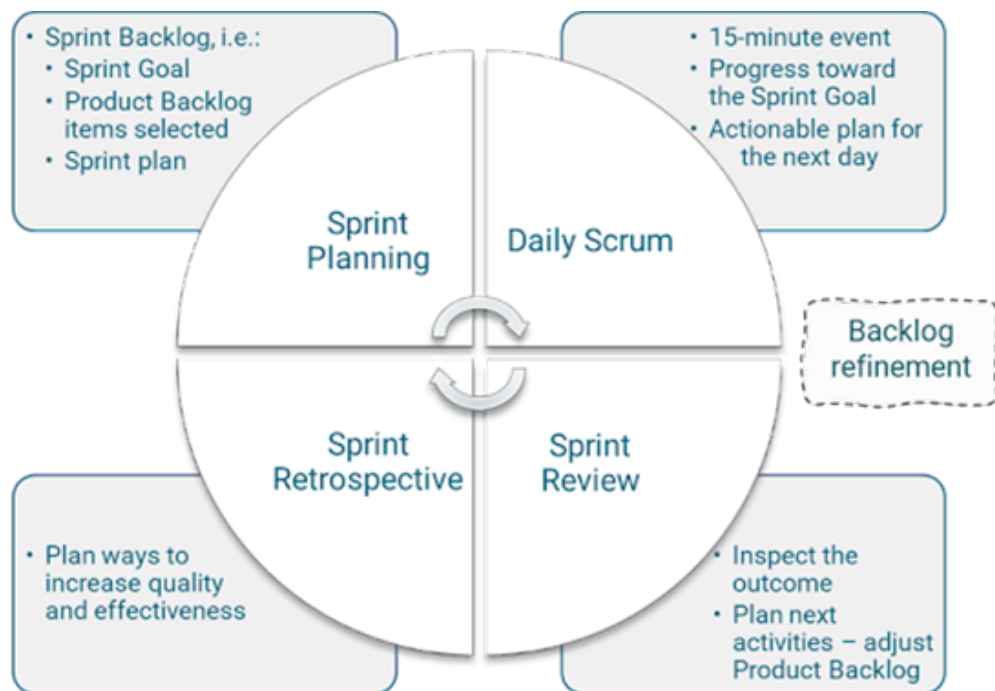 • Sprint Backlog, i.e.:
• Sprint Goal
• Product Backlog
items selected
• Sprint plan
• 15-minute event
• Progress toward
the Sprint Goal
• Actionable plan for
the next day
Sprint
Planning
Daily Scrum
Backlog
refinement
Sprint
Retrospective
Sprint
Review
• Plan ways to
increase quality
and effectiveness
• Inspect the
outcome
• Plan next
activities – adjust
Product Backlog